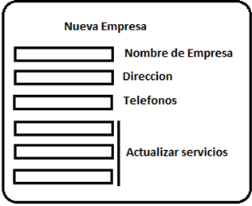 Nueva Empresa
Nombre de Empresa
Direccion
Telefonos
Actualizar servicios